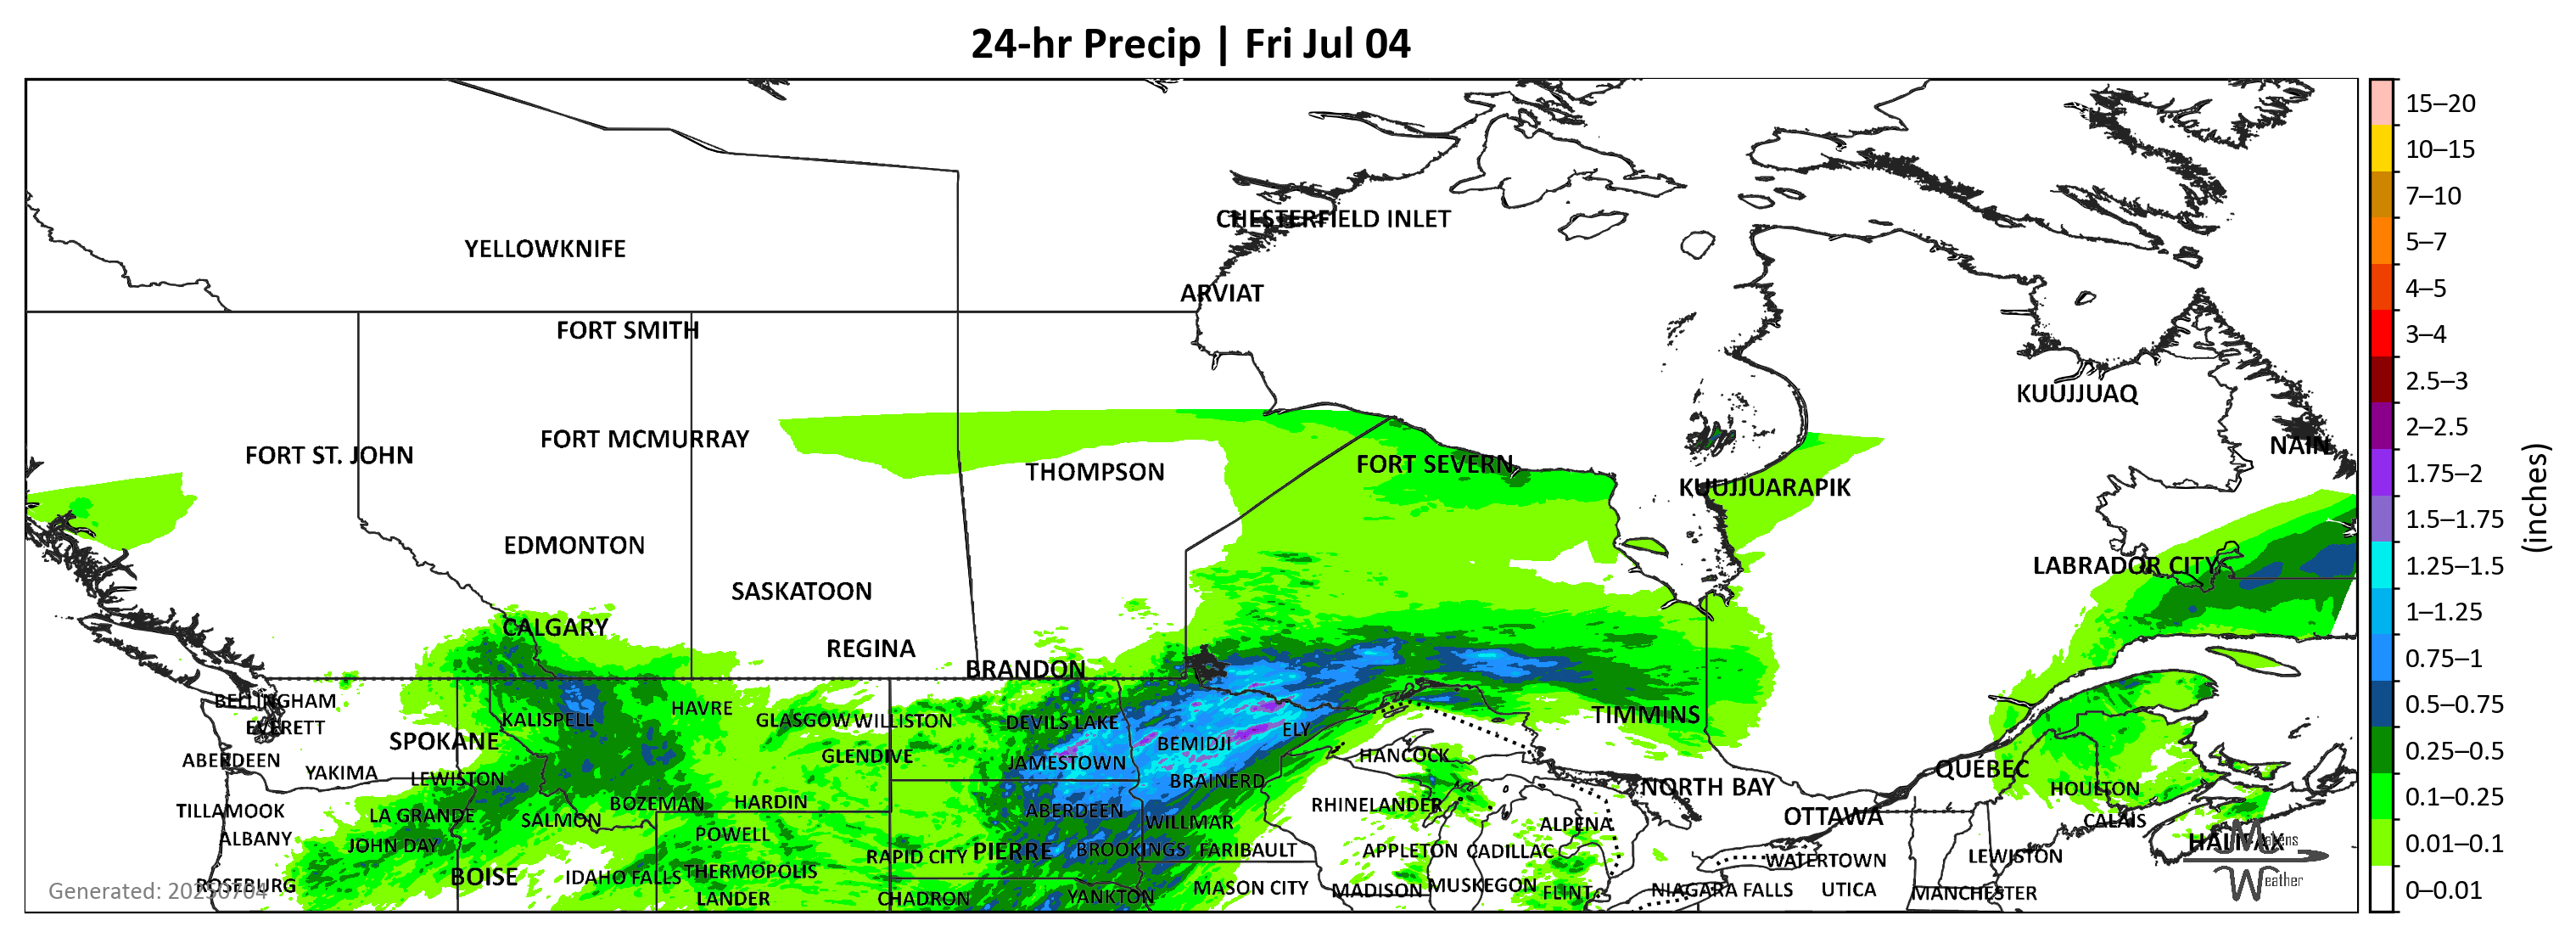 24-hr Precip | Fri Jul 04
CHESTERFIELD INLET
YELLOWKNIFE
ARVIAT
FORT SMITH
KUUJJUAQ
FORT MCMURRAY
NAIN
FORT ST. JOHN
THOMPSON
FORT SEVERN
KUUJJUARAPIK
EDMONTON
LABRADOR CITY
SASKATOON
CALGARY
REGINA
BRANDON
BELLINGHAM
KALISPELL
HAVRE
GLASGOW
WILLISTON
DEVILS LAKE
TIMMINS
EVERETT
ELY
SPOKANE
BEMIDJI
GLENDIVE
HANCOCK
ABERDEEN
JAMESTOWN
QUÉBEC
YAKIMA
LEWISTON
BRAINERD
NORTH BAY
HOULTON
BOZEMAN
HARDIN
RHINELANDER
TILLAMOOK
LA GRANDE
SALMON
ABERDEEN
WILLMAR
ALPENA
OTTAWA
CALAIS
ALBANY
POWELL
JOHN DAY
HALIFAX
RAPID CITY
PIERRE
BROOKINGS
FARIBAULT
APPLETON
CADILLAC
WATERTOWN
LEWISTON
BOISE
IDAHO FALLS
THERMOPOLIS
ROSEBURG
MASON CITY
MADISON
MUSKEGON
FLINT
NIAGARA FALLS
UTICA
MANCHESTER
LANDER
CHADRON
YANKTON
Generated: 20250704
Weather
15–20
10–15
7–10
5–7
4–5
3–4
2.5–3
2–2.5
1.75–2
1.5–1.75
1.25–1.5
1–1.25
0.75–1
0.5–0.75
0.25–0.5
0.1–0.25
0.01–0.1
0–0.01
(inches)